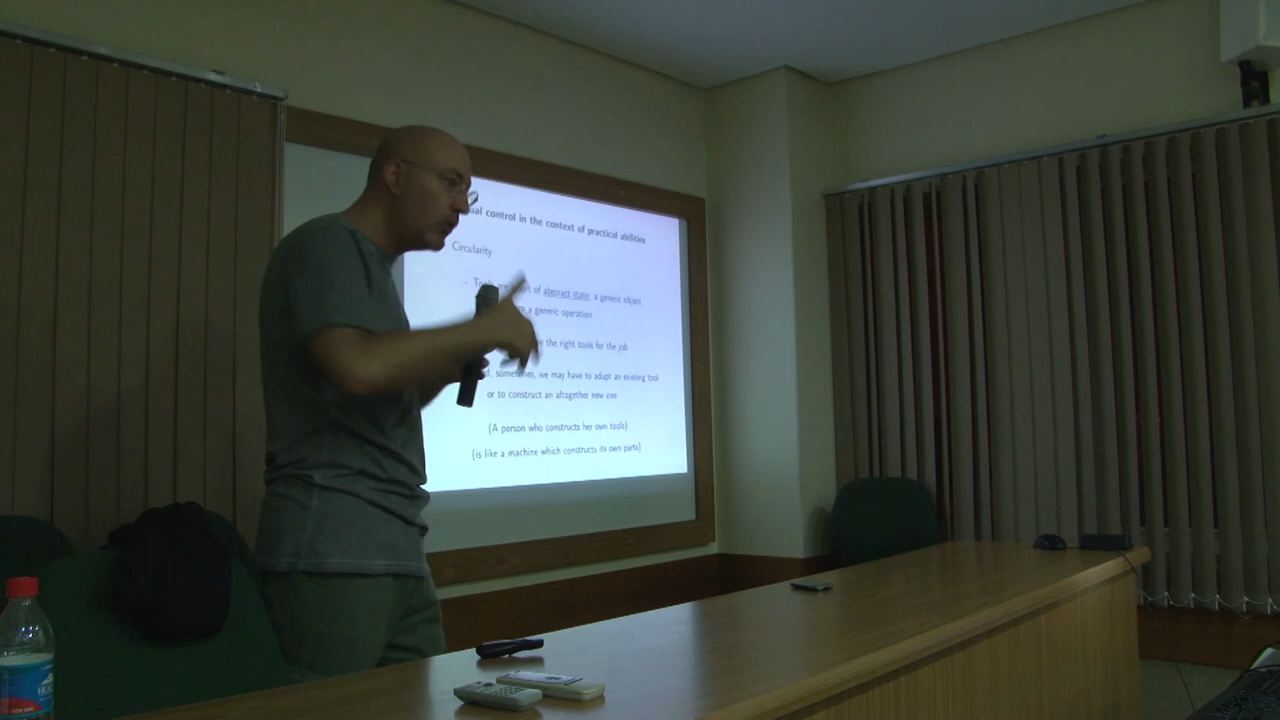 control in the context of practical abilities
Circularity
- of abstract state: a generic object
a generic operation
the right tools for the job
sometimes, we may have to adapt an existing tool
or to construct an altogether new one
(A person who constructs her own tools)
(is like a machine which constructs its own parts)